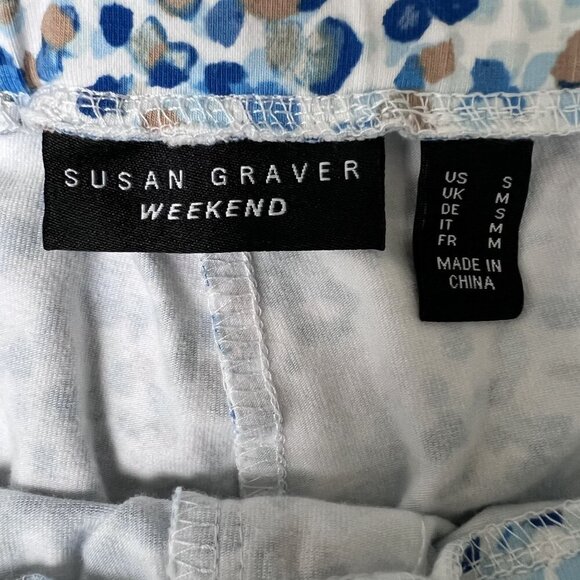 SUSAN GRAVER
WEEKEND
US S
UK M
DE S
IT M
FR M
MADE IN
CHINA